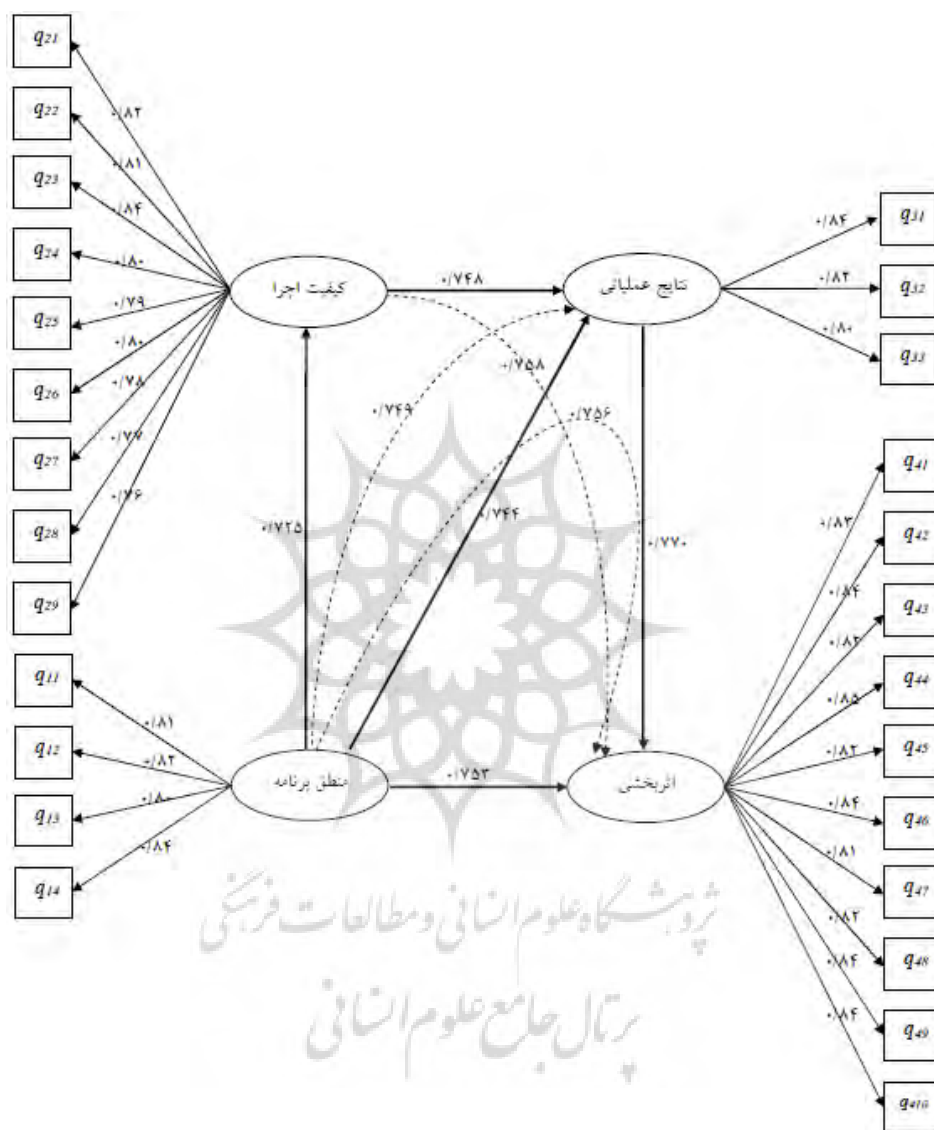 q21
۰/۸۲
q22
۰/۸۱
q23
۰/۸۴
q24
۰/۸۰
q25
۰/۷۹
q26
۰/۸۰
q27
۰/۷۸
q28
۰/۷۷
q29
۰/۷۶
کیفیت اجرا
۰/۷۴۸
نتایج عملیاتی
۰/۸۴
q31
۰/۸۲
q32
۰/۸۰
q33
۰/۷۵۸
۰/۷۴۹
۰/۷۵۶
۰/۷۲۵
۰/۷۴۴
۰/۷۷۰
q11
۰/۸۱
q12
۰/۸۲
q13
۰/۸۰
q14
۰/۸۴
منطق برنامه
۰/۷۵۳
اثربخشی
q41
۰/۸۳
q42
۰/۸۴
q43
۰/۸۲
q44
۰/۸۵
q45
۰/۸۲
q46
۰/۸۴
q47
۰/۸۱
q48
۰/۸۲
q49
۰/۸۴
q410
۰/۸۴
پژوهشگاه علوم انسانی و مطالعات فرهنگی
پرتال جامع علوم انسانی